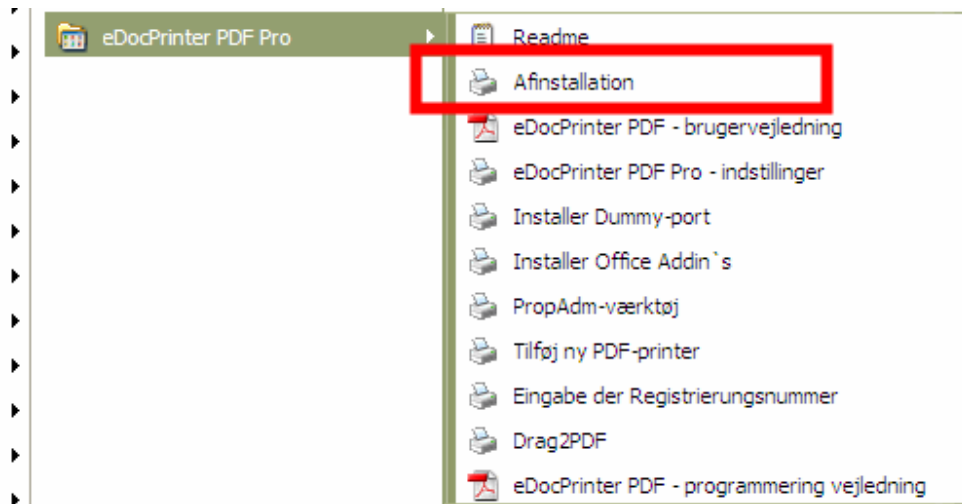 eDocPrinter PDF Pro
Readme
Afinstallation
eDocPrinter PDF - brugervejledning
eDocPrinter PDF Pro - indstillinger
Installer Dummy-port
Installer Office Addin`s
PropAdm-værktøj
Tilføj ny PDF-printer
Eingabe der Registrierungsnummer
Drag2PDF
eDocPrinter PDF - programmering vejledning